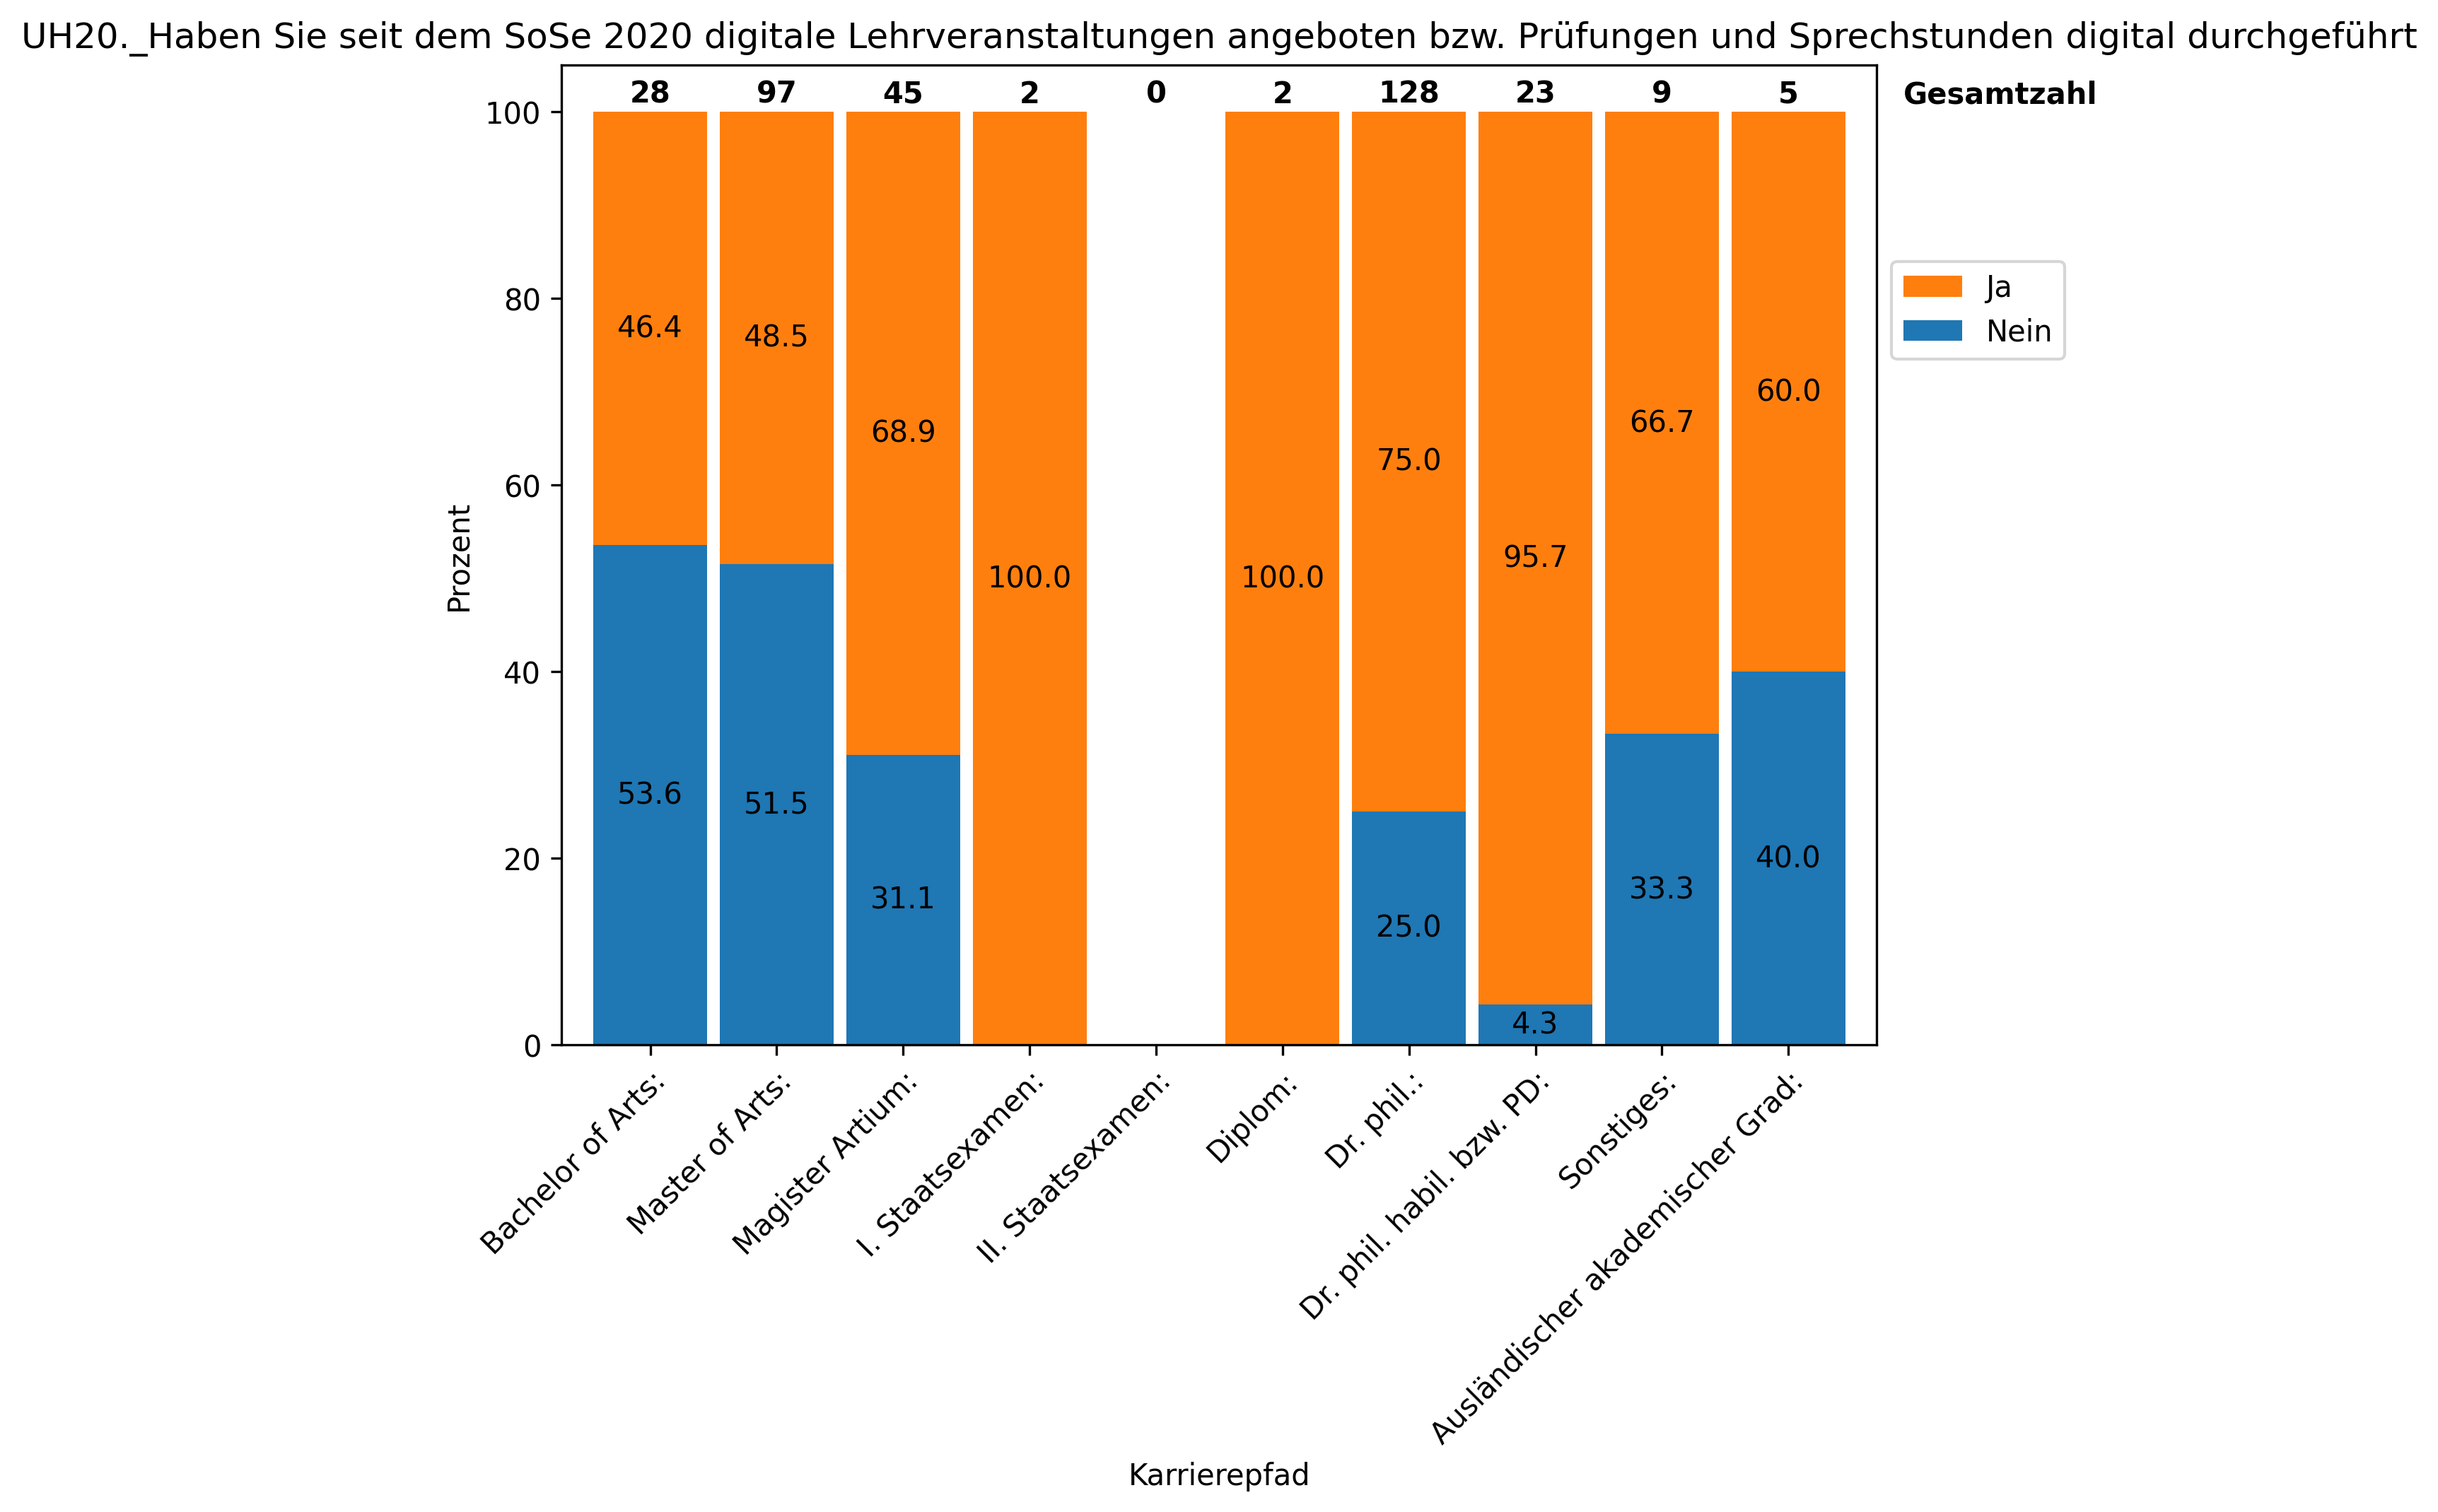 UH20._Haben Sie seit dem SoSe 2020 digitale Lehrveranstaltungen angeboten bzw. Prüfungen und Sprechstunden digital durchgeführt
28 97 45 2 0 2 128 23 9 5 Gesamtzahl
100
80
60
40
20
0
Prozent
46.4 48.5 68.9 100.0 100.0 75.0 95.7 66.7 60.0
53.6 51.5 31.1 25.0 4.3 33.3 40.0
Ja
Nein
Bachelor of Arts:
Master of Arts:
Magister Artium:
I. Staatsexamen:
II. Staatsexamen:
Diplom:
Dr. phil.:
Dr. phil. habil. bzw. PD:
Sonstiges:
Ausländischer akademischer Grad:
Karrierepfad